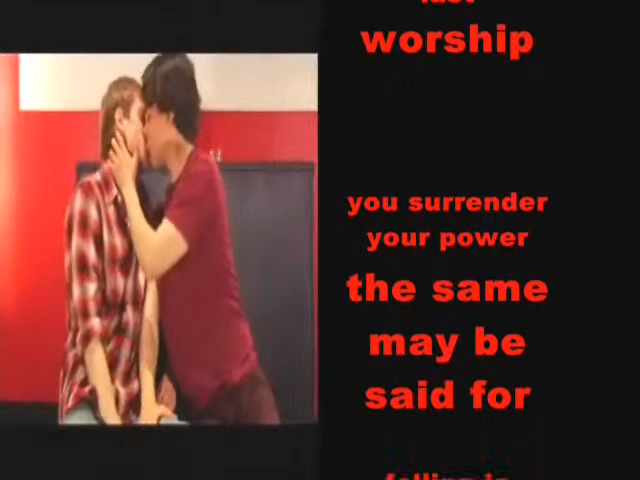 worship
you surrender
your power
the same
may be
said for